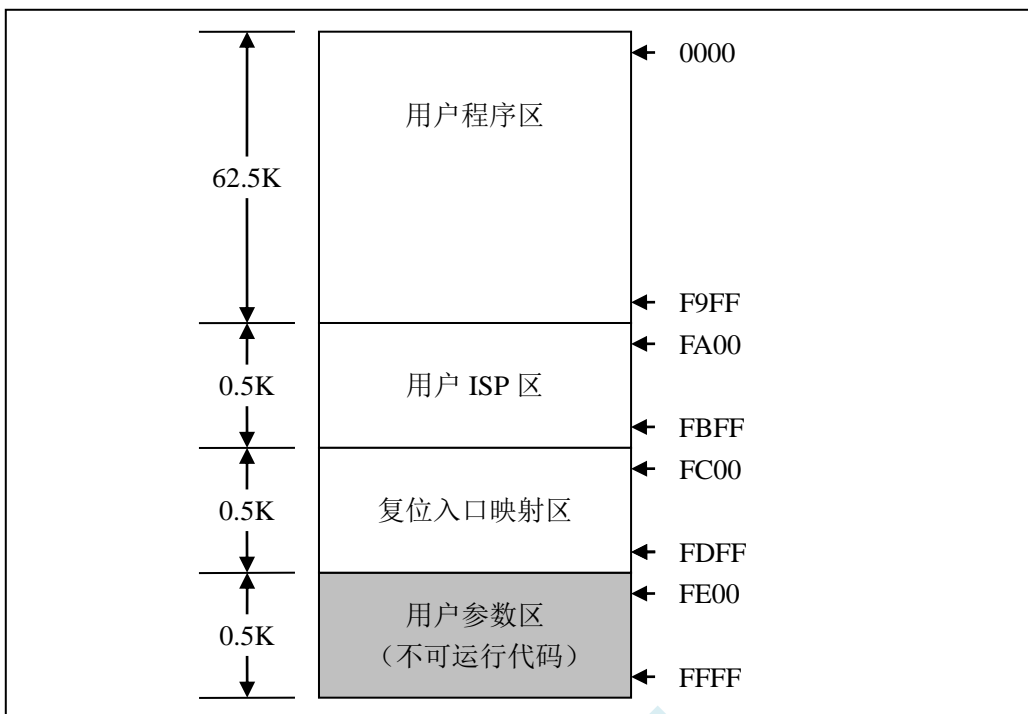 0000
用户程序区
62.5K
F9FF
FA00
用户 ISP 区
0.5K
FBFF
FC00
复位入口映射区
0.5K
FDFF
FE00
用户参数区
0.5K
（不可运行代码）
FFFF